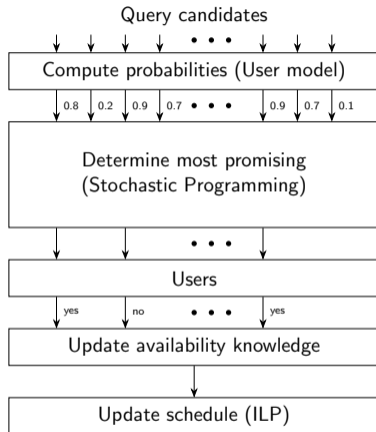 Query candidates
• • •
Compute probabilities (User model)
0.8 0.2 0.9 0.7 • • • 0.9 0.7 0.1
Determine most promising
(Stochastic Programming)
• • •
Users
yes no • • • yes
Update availability knowledge
Update schedule (ILP)